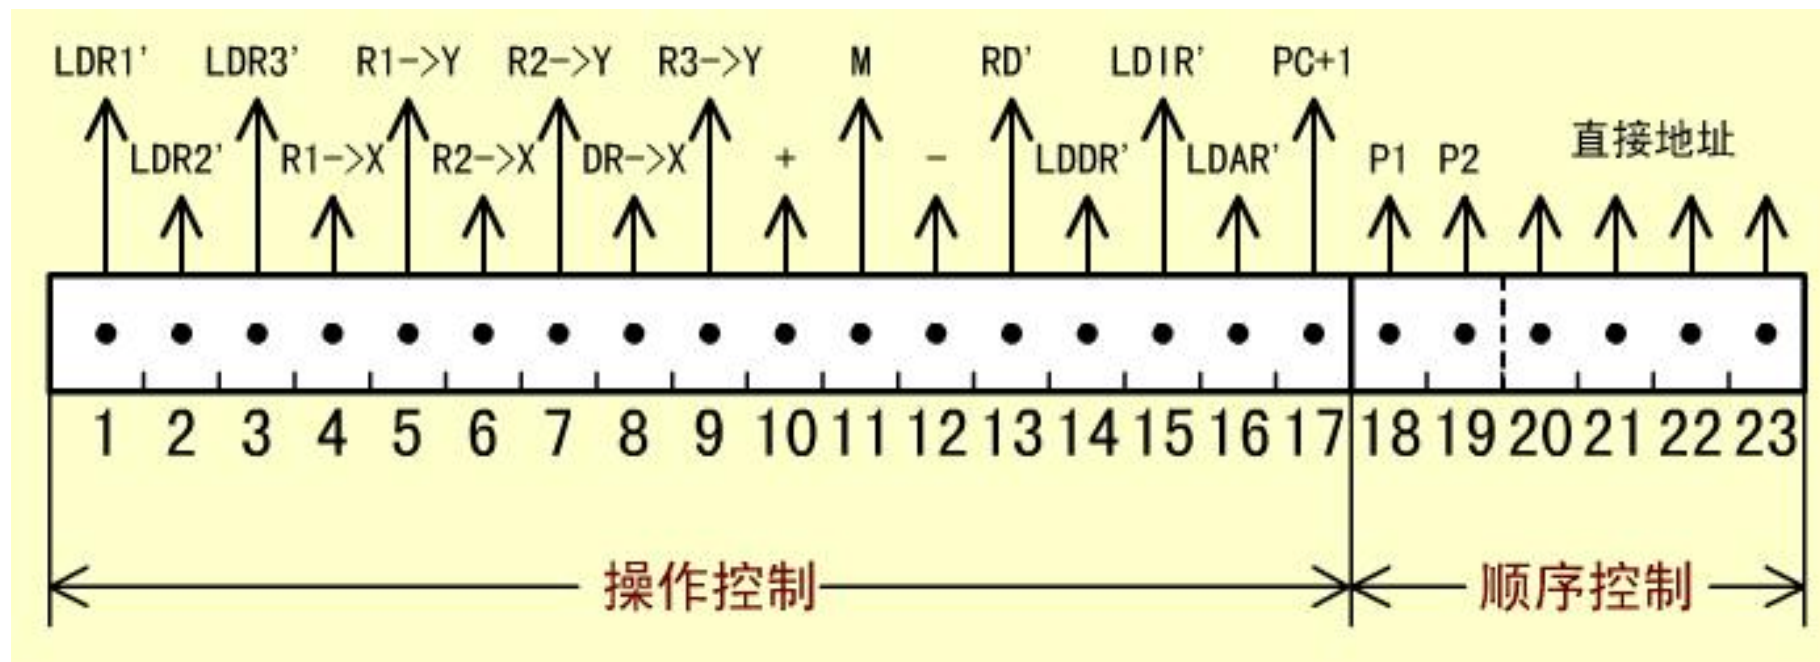 LDR1' LDR3' R1->Y R2->Y R3->Y M RD' LDIR' PC+1
LDR2' R1->X R2->X DR->X + - LDDR' LDAR' P1 P2 直接地址
1 2 3 4 5 6 7 8 9 10 11 12 13 14 15 16 17 18 19 20 21 22 23
操作控制 顺序控制